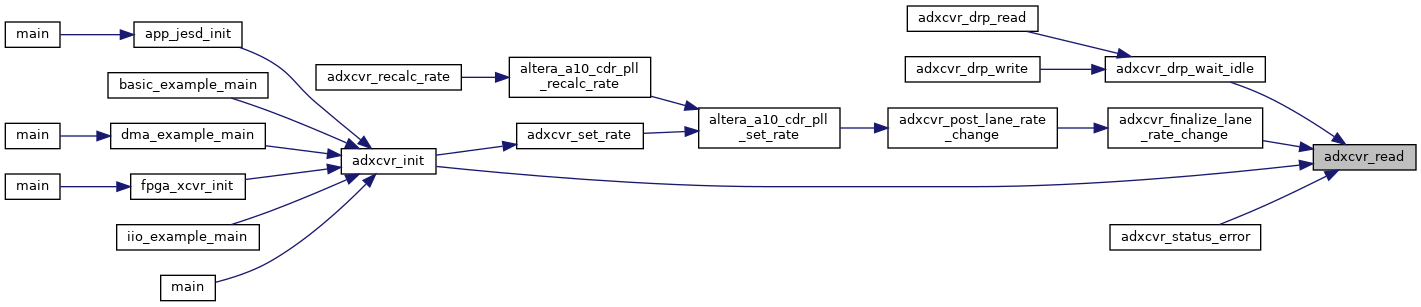 main
app_jesd_init
basic_example_main
main
dma_example_main
main
fpga_xcvr_init
iio_example_main
main
adxcvr_recalc_rate
adxcvr_init
altera_a10_cdr_pll
_recalc_rate
adxcvr_set_rate
altera_a10_cdr_pll
_set_rate
adxcvr_drp_read
adxcvr_drp_write
adxcvr_post_lane_rate
_change
adxcvr_drp_wait_idle
adxcvr_finalize_lane
_rate_change
adxcvr_status_error
adxcvr_read